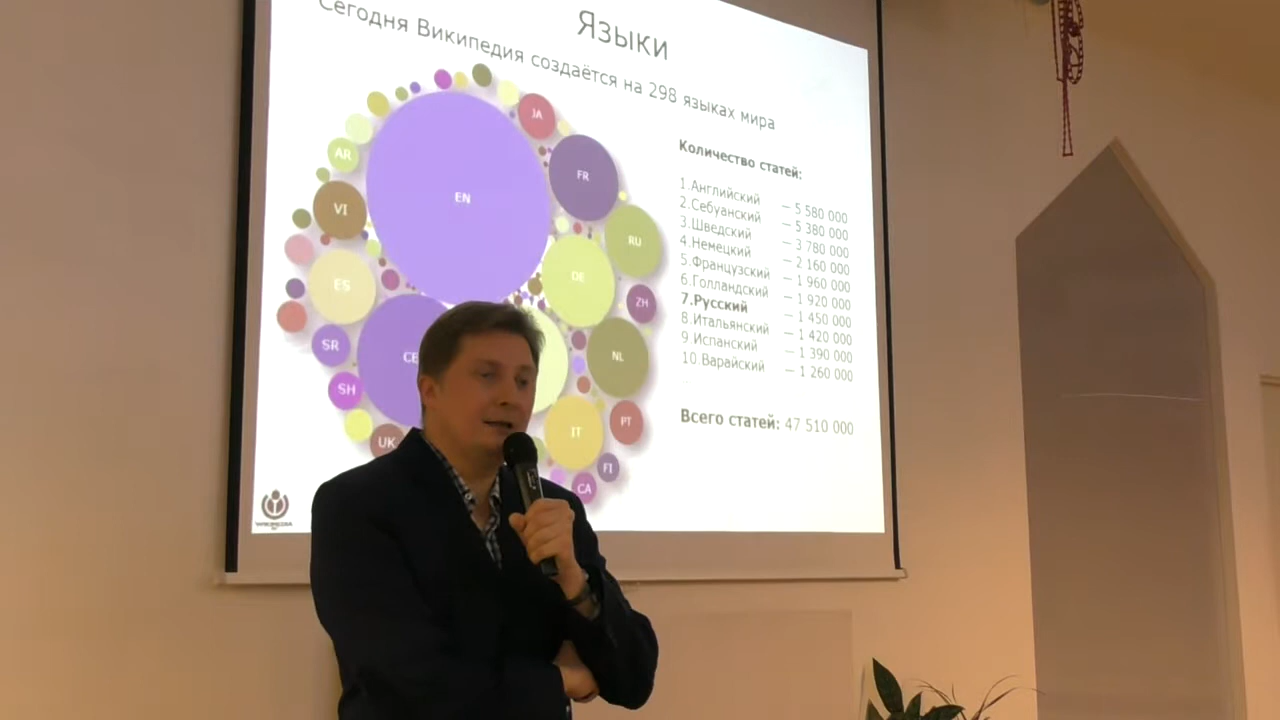 Языки
Сегодня Википедия создаётся на 298 языках мира
Количество статей:
1.Английский — 5 580 000
2.Себуанский — 5 380 000
3.Шведский — 3 780 000
4.Немецкий — 2 160 000
5.Французский — 1 960 000
6.Голландский — 1 920 000
7.Русский — 1 450 000
8.Итальянский — 1 420 000
9 Испанский — 1 390 000
10.Варайский — 1 260 000
Всего статей: 47 510 000
JA
AR
FR
EN
VI
RU
DE
ES
ZH
SR
CE
NL
SH
PT
IT
UK
FI
CA
WIKIMEDIA